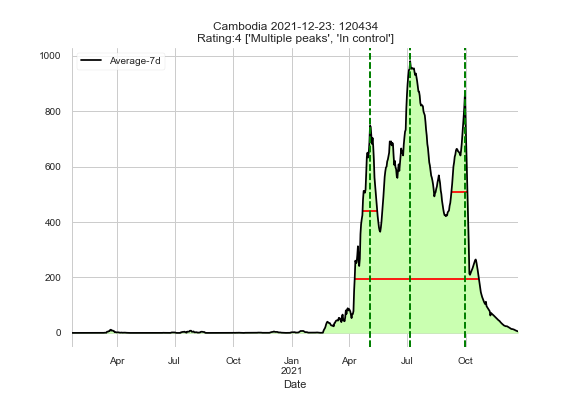 Cambodia 2021-12-23: 120434
Rating:4 ['Multiple peaks', 'In control']
1000
Average-7d
800
600
400
200
0
Apr Jul Oct Jan Apr Jul Oct
2021
Date